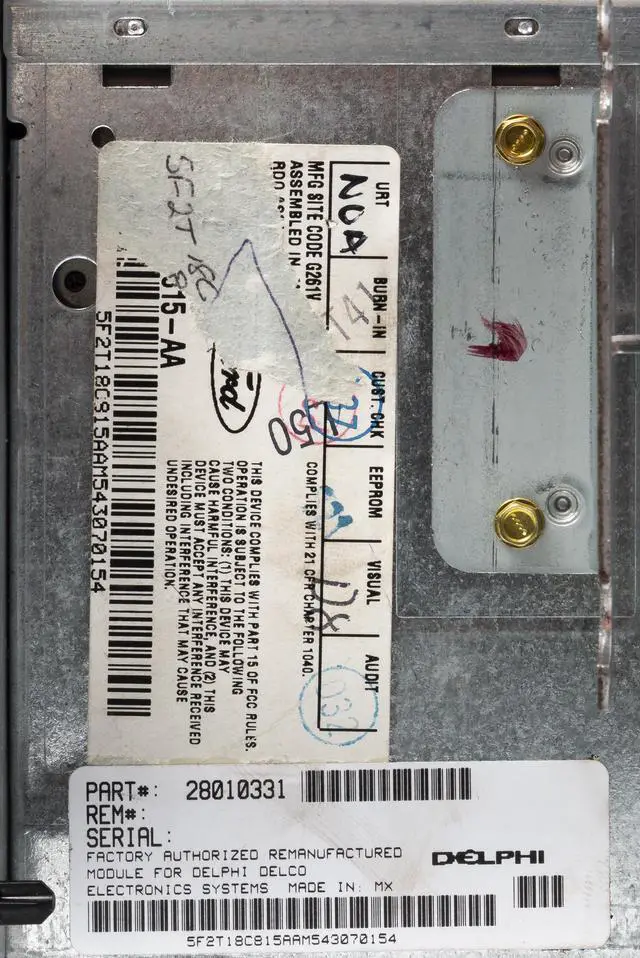 URT
BURN-IN
CUST. CHK
EEPROM
VISUAL
AUDIT
NOA
T41
MFG SITE CODE G261V
ASSEMBLED IN
COMPLIES WITH 21 CFR CHAPTER 1040.
5F2T 18C
815-AA
THIS DEVICE COMPLIES WITH PART 15 OF FCC RULES.
OPERATION IS SUBJECT TO THE FOLLOWING
TWO CONDITIONS: (1) THIS DEVICE MAY
CAUSE HARMFUL INTERFERENCE, AND (2) THIS
DEVICE MUST ACCEPT ANY INTERFERENCE RECEIVED
INCLUDING INTERFERENCE THAT MAY CAUSE
UNDESIRED OPERATION.
5F2T18C915AAM543070154
032
PART#: 28010331
REM#:
SERIAL:
FACTORY AUTHORIZED REMANUFACTURED
MODULE FOR DELPHI DELCO
ELECTRONICS SYSTEMS MADE IN: MX
DELPHI
5F2T18C815AAM543070154